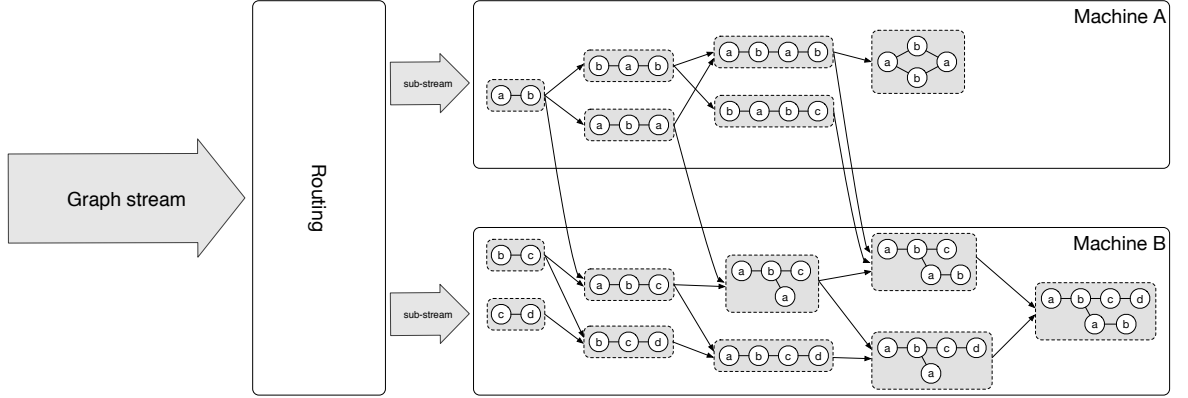 Graph stream
Routing
sub-stream
sub-stream
Machine A
a b
b a b
a b a
a b a b
b a b c
b
a a
b
Machine B
b c
c d
a b c
b c d
a b c
a
a b c d
a b c
a b
a b c d
a
a b c d
a b